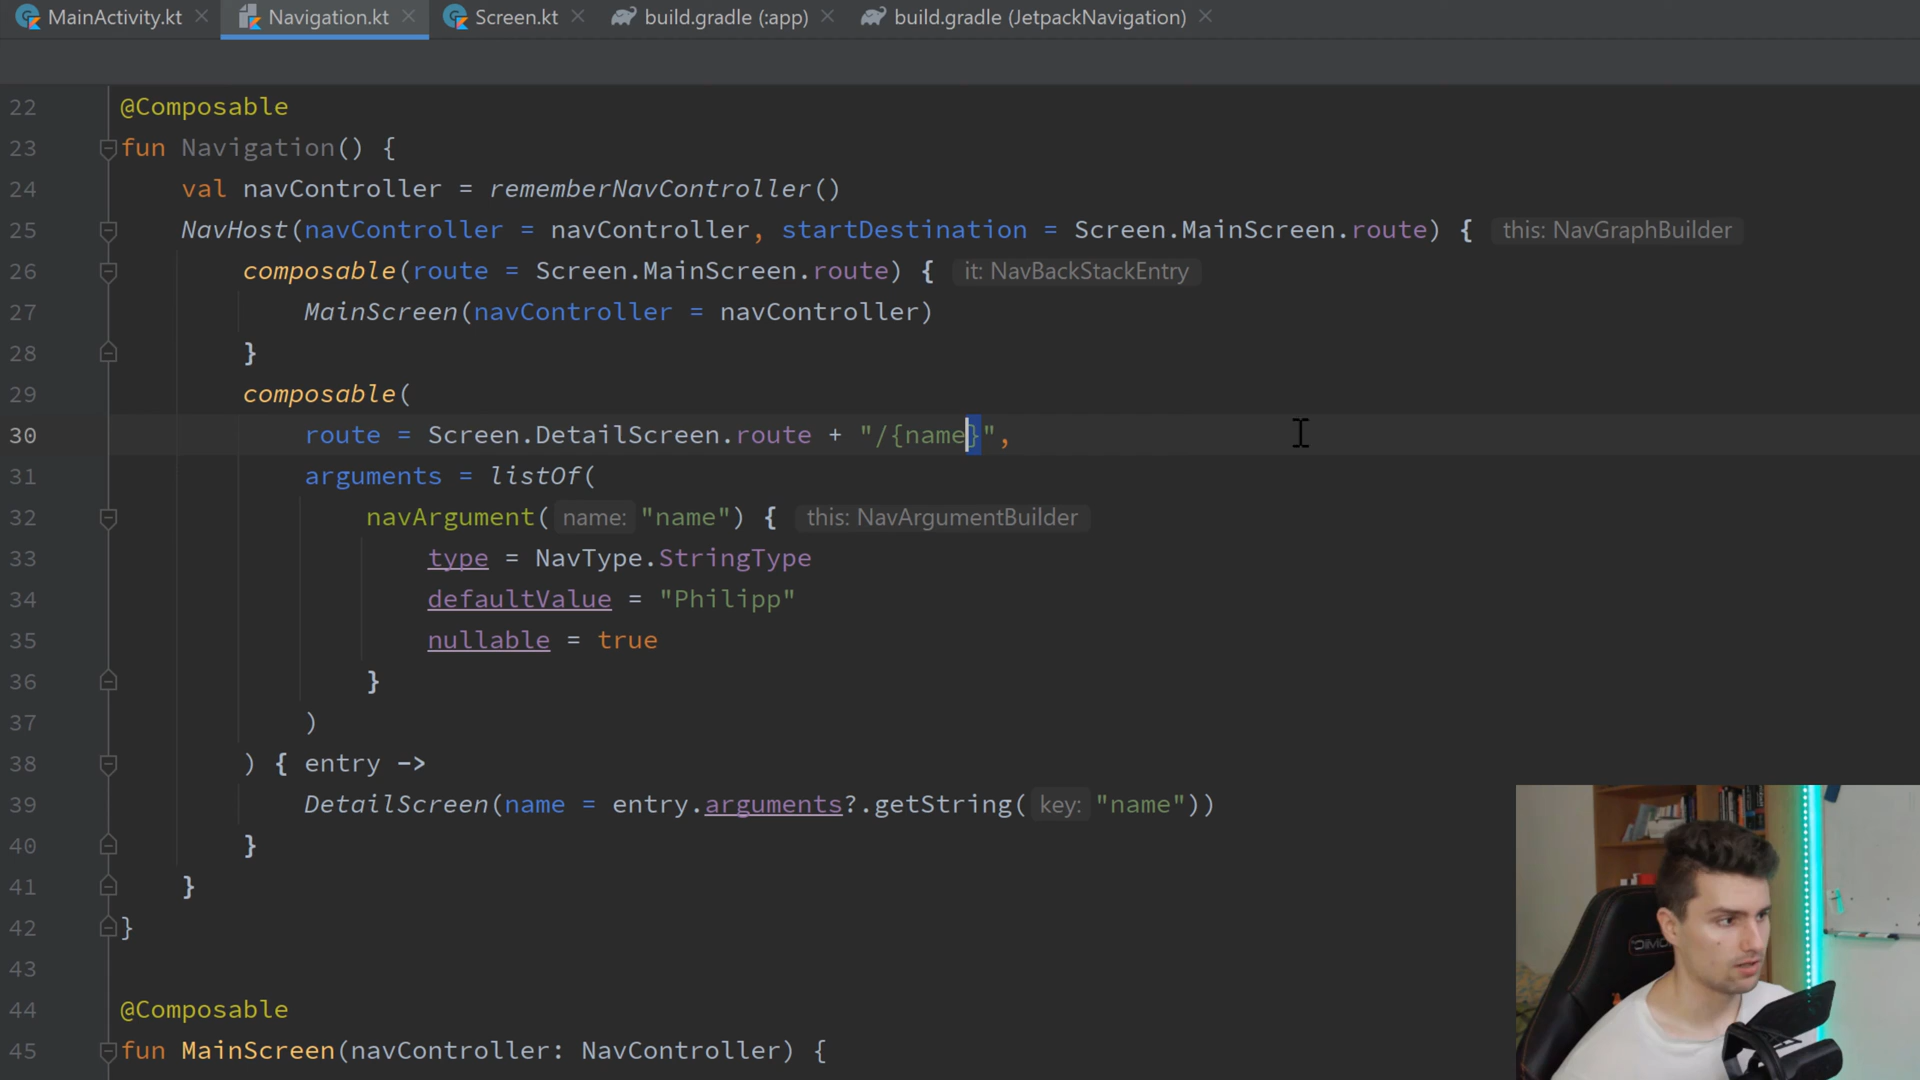 MainActivity.kt Navigation.kt Screen.kt build.gradle (:app) build.gradle (JetpackNavigation)
22 @Composable
23 fun Navigation() {
24 val navController = rememberNavController()
25 NavHost(navController = navController, startDestination = Screen.MainScreen.route) { this: NavGraphBuilder
26 composable(route = Screen.MainScreen.route) { it: NavBackStackEntry
27 MainScreen(navController = navController)
28 }
29 composable(
30 route = Screen.DetailScreen.route + "/{name}",
31 arguments = listOf(
32 navArgument( name: "name") { this: NavArgumentBuilder
33 type = NavType.StringType
34 defaultValue = "Philipp"
35 nullable = true
36 }
37 )
38 ) { entry ->
39 DetailScreen(name = entry.arguments?.getString( key: "name"))
40 }
41 }
42 }
43
44 @Composable
45 fun MainScreen(navController: NavController) {